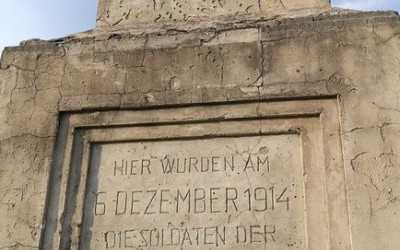 HIER WURDEN AM
6 DEZEMBER 1914
DIE SOLDATEN DER